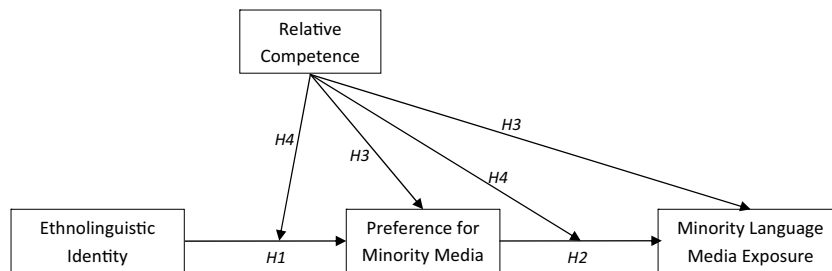 Relative
Competence
H3
H4
H3
H4
Ethnolinguistic
Identity
H1
Preference for
Minority Media
H2
Minority Language
Media Exposure